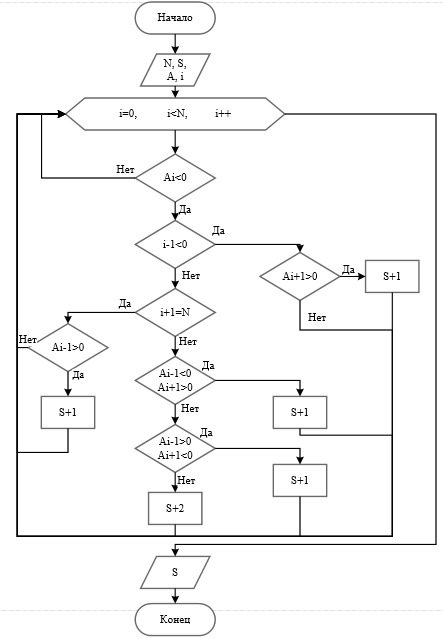 Начало
N, S,
A, i
i=0, i<N, i++
Нет
Ai<0
Да
i-1<0
Да
Нет
Ai+1>0
Да
S+1
Нет
Да
i+1=N
Нет
Нет
Ai-1>0
Да
S+1
Ai-1<0
Ai+1>0
Да
Нет
S+1
Ai-1>0
Ai+1<0
Да
Нет
S+1
S+2
S
Конец